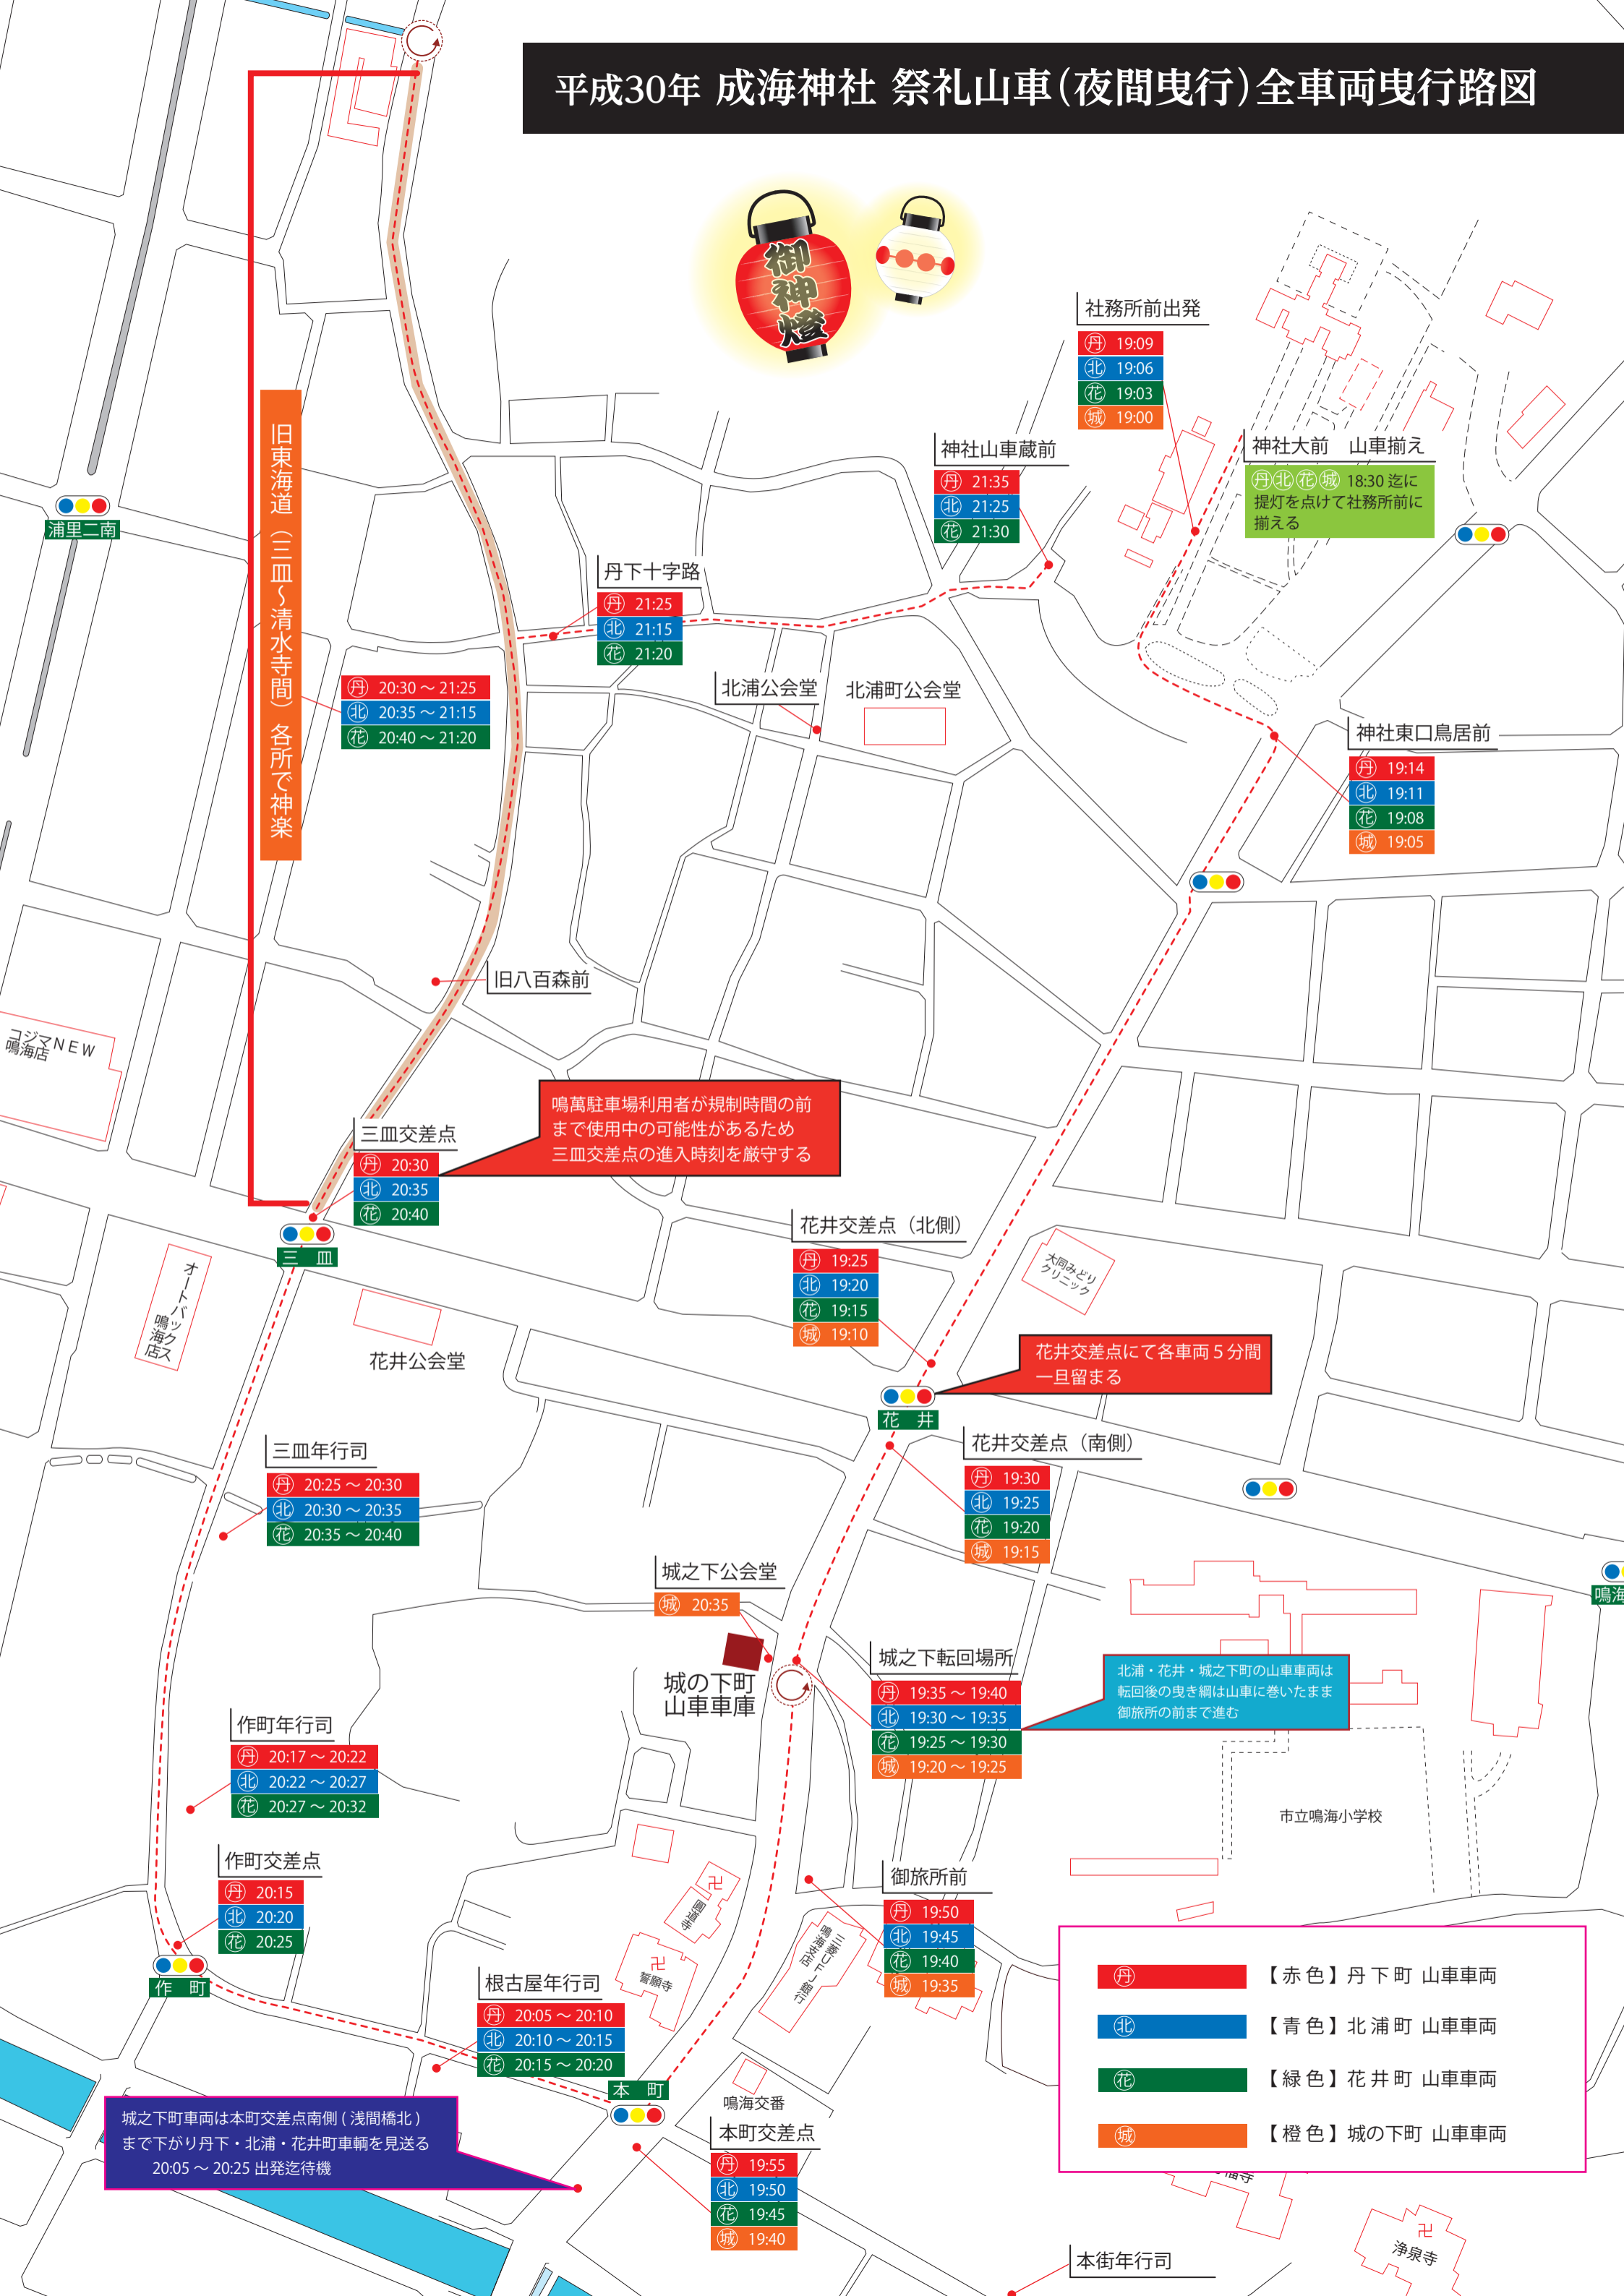 平成30年 成海神社 祭礼山車(夜間曳行)全車両曳行路図
御神燈
社務所前出発
丹 19:09
北 19:06
花 19:03
城 19:00
神社山車蔵前
丹 21:35
北 21:25
花 21:30
神社大前 山車揃え
丹北花城 18:30 迄に
提灯を点けて社務所前に
揃える
浦里二南
旧東海道(三皿〜清水寺間) 各所で神楽
丹 20:30 〜 21:25
北 20:35 〜 21:15
花 20:40 〜 21:20
丹下十字路
丹 21:25
北 21:15
花 21:20
北浦公会堂
北浦町公会堂
神社東口鳥居前
丹 19:14
北 19:11
花 19:08
城 19:05
旧八百森前
コジマNEW
鳴海店
鳴萬駐車場利用者が規制時間の前
まで使用中の可能性があるため
三皿交差点の進入時刻を厳守する
三皿交差点
丹 20:30
北 20:35
花 20:40
三 皿
オートバックス
鳴海店
花井公会堂
花井交差点(北側)
丹 19:25
北 19:20
花 19:15
城 19:10
大同みどり
クリニック
花井交差点にて各車両 5 分間
一旦留まる
花 井
花井交差点(南側)
丹 19:30
北 19:25
花 19:20
城 19:15
三皿年行司
丹 20:25 〜 20:30
北 20:30 〜 20:35
花 20:35 〜 20:40
鳴海
城之下公会堂
城 20:35
城の下町
山車車庫
城之下転回場所
丹 19:35 〜 19:40
北 19:30 〜 19:35
花 19:25 〜 19:30
城 19:20 〜 19:25
北浦・花井・城之下町の山車車両は
転回後の曳き綱は山車に巻いたまま
御旅所の前まで進む
作町年行司
丹 20:17 〜 20:22
北 20:22 〜 20:27
花 20:27 〜 20:32
市立鳴海小学校
作町交差点
丹 20:15
北 20:20
花 20:25
作 町
圓道寺
誓願寺
三菱UFJ銀行
鳴海支店
御旅所前
丹 19:50
北 19:45
花 19:40
城 19:35
根古屋年行司
丹 20:05 〜 20:10
北 20:10 〜 20:15
花 20:15 〜 20:20
本 町
鳴海交番
本町交差点
丹 19:55
北 19:50
花 19:45
城 19:40
城之下町車両は本町交差点南側 ( 浅間橋北 )
まで下がり丹下・北浦・花井町車輌を見送る
20:05 〜 20:25 出発迄待機
丹 【 赤 色 】丹 下 町 山車車両
北 【 青 色 】北 浦 町 山車車両
花 【 緑 色 】花 井 町 山車車両
城 【 橙 色 】城の下町 山車車両
福寺
浄泉寺
本街年行司